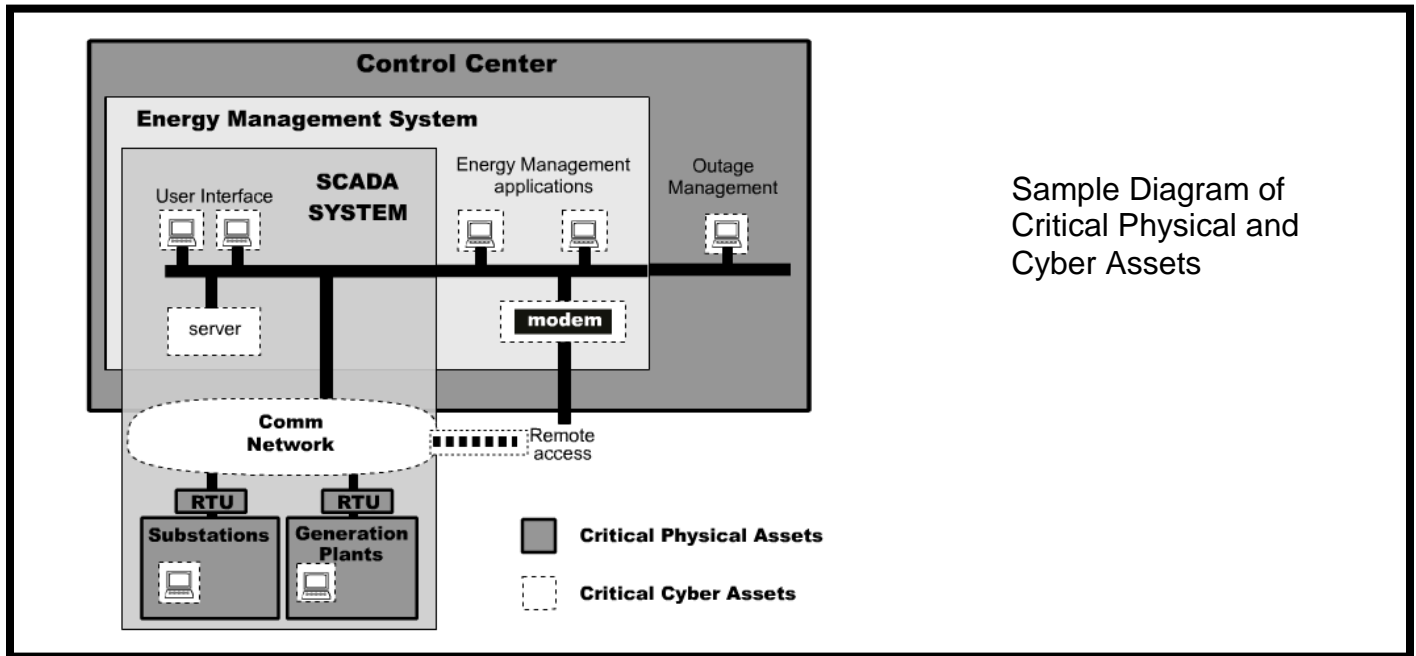 Control Center
Energy Management System
SCADA
SYSTEM
User Interface
Energy Management
applications
Outage
Management
server
modem
Comm
Network
Remote
access
RTU
RTU
Substations
Generation
Plants
Critical Physical Assets
Critical Cyber Assets
Sample Diagram of
Critical Physical and
Cyber Assets